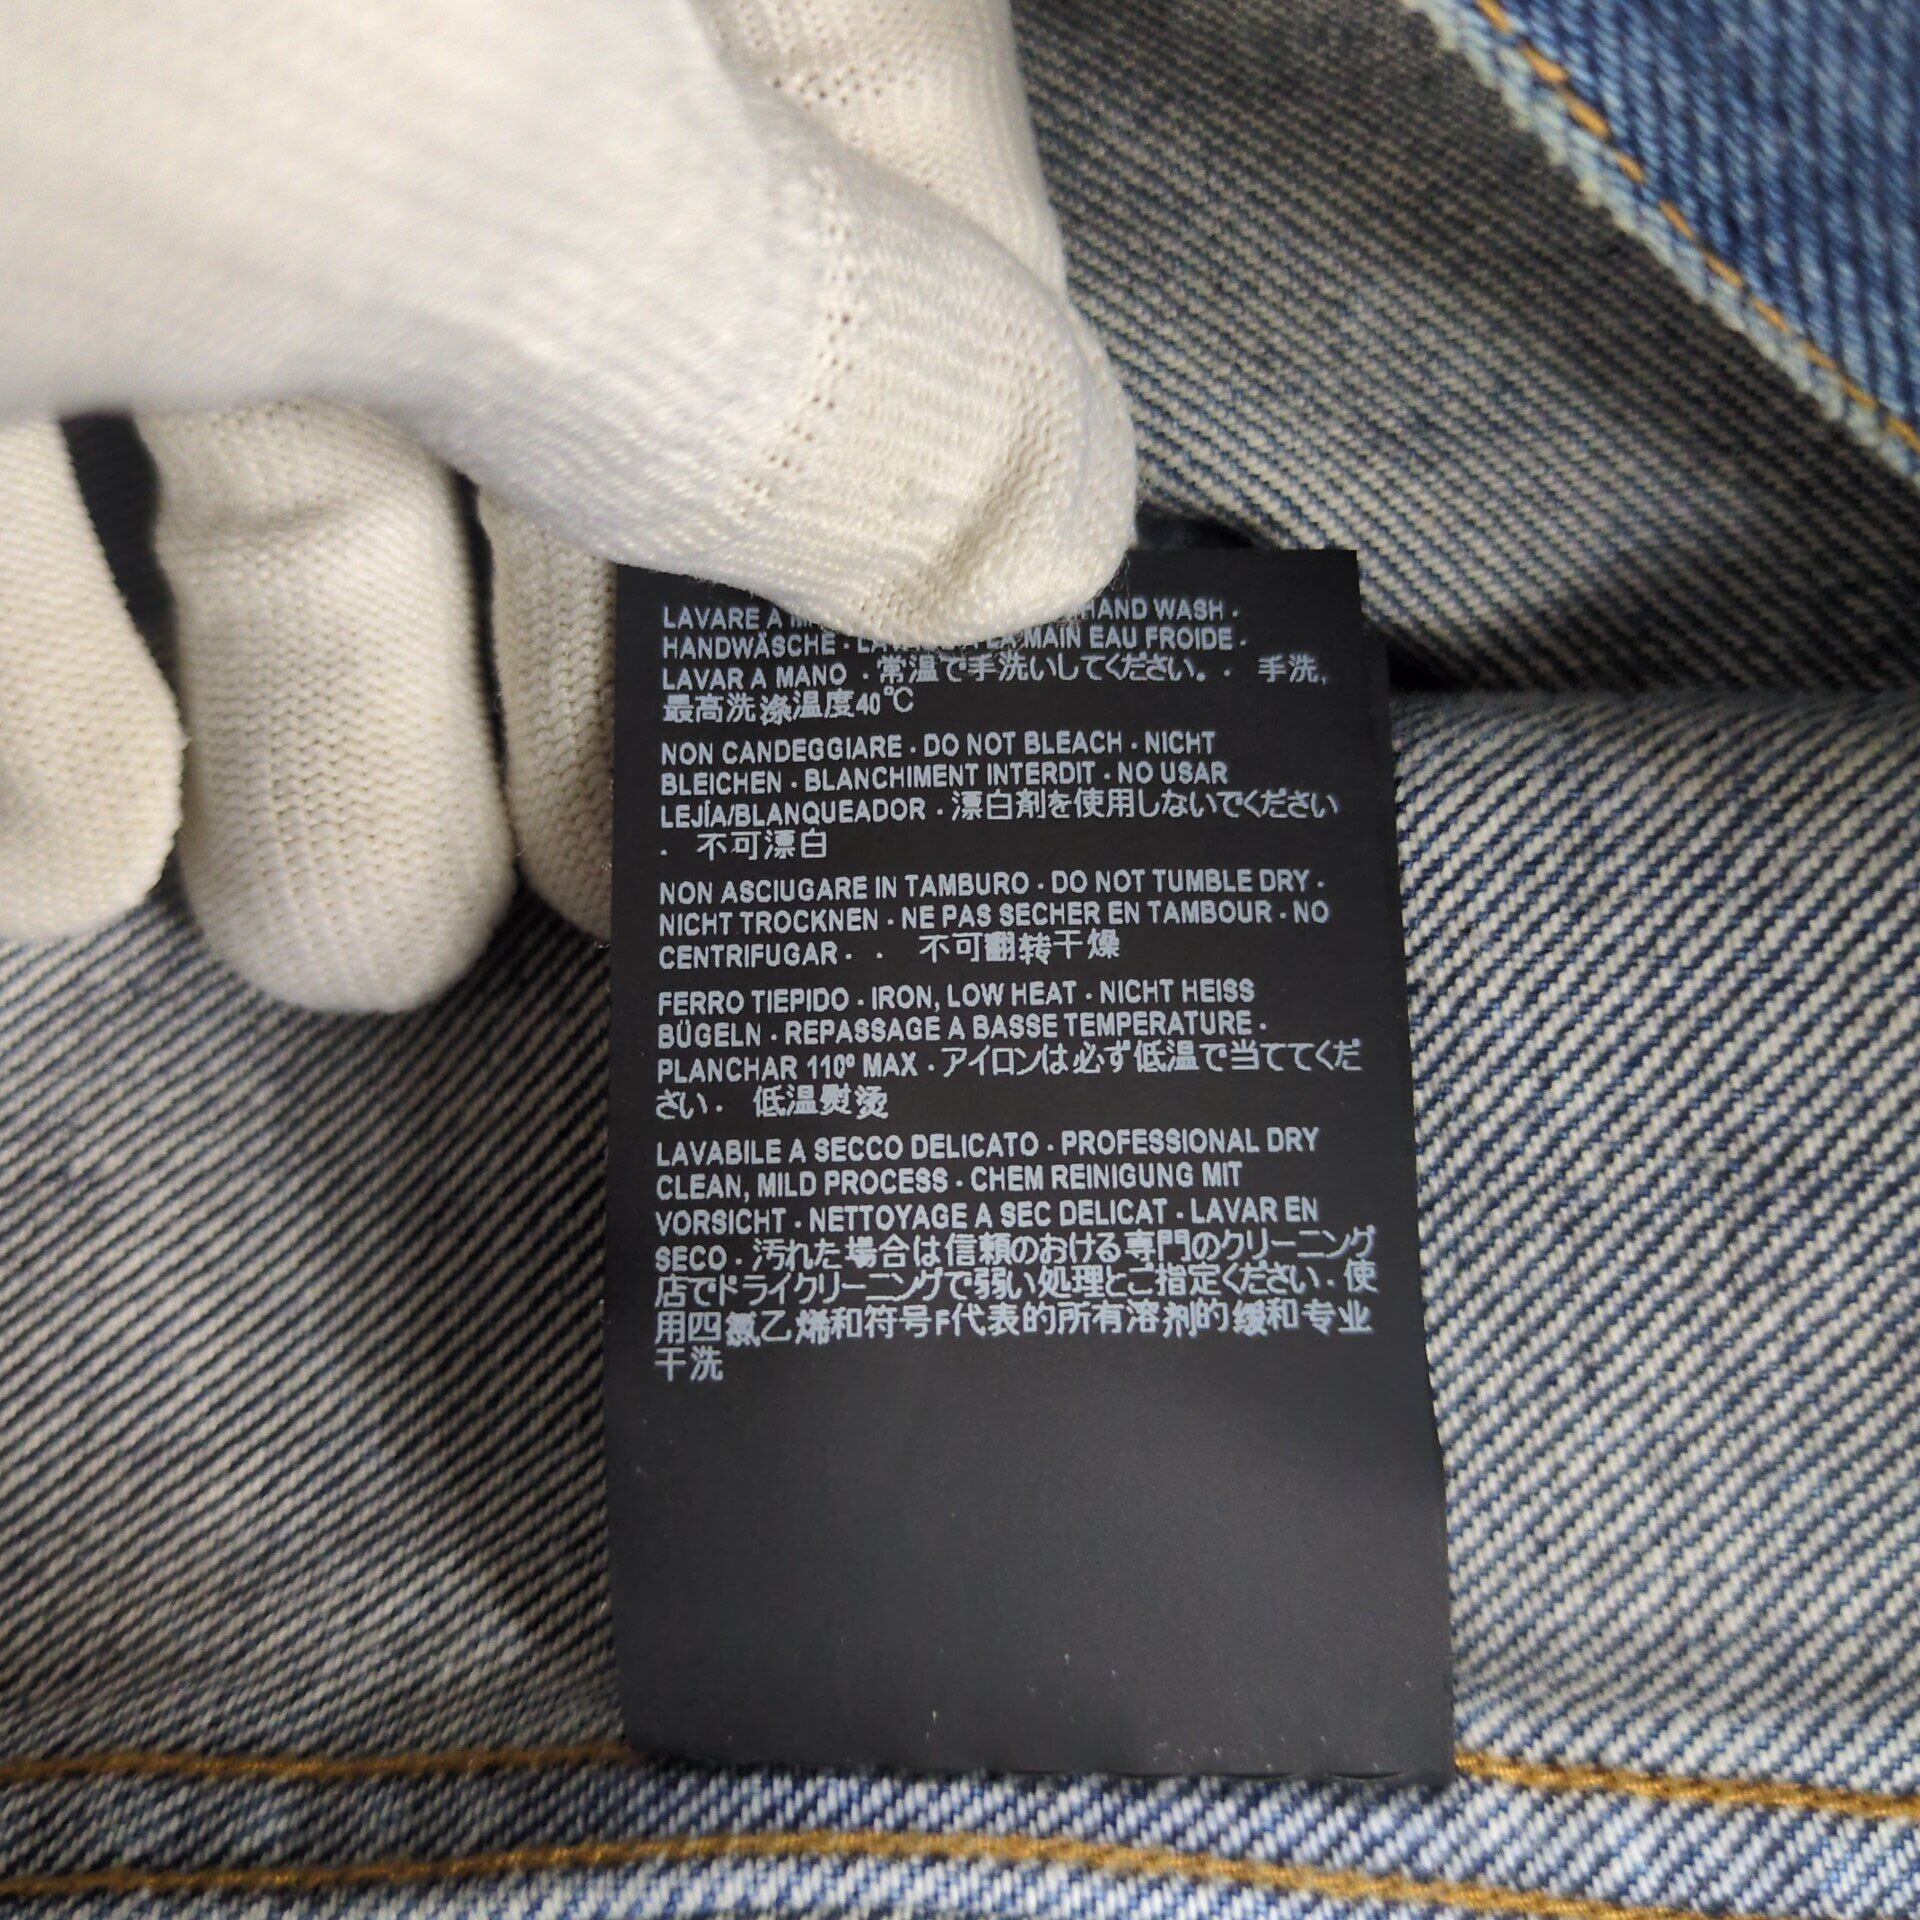 LAVARE A HAND WASH ·
HANDWÄSCHE · LA MAIN EAU FROIDE ·
LAVAR A MANO · 常温で手洗いしてください。· 手洗,
最高洗涤温度40℃
NON CANDEGGIARE · DO NOT BLEACH · NICHT
BLEICHEN · BLANCHIMENT INTERDIT · NO USAR
LEJÍA/BLANQUEADOR · 漂白剤を使用しないでください
· 不可漂白
NON ASCIUGARE IN TAMBURO · DO NOT TUMBLE DRY ·
NICHT TROCKNEN · NE PAS SECHER EN TAMBOUR · NO
CENTRIFUGAR · · 不可翻转干燥
FERRO TIEPIDO · IRON, LOW HEAT · NICHT HEISS
BÜGELN · REPASSAGE A BASSE TEMPERATURE ·
PLANCHAR 110º MAX · アイロンは必ず低温で当ててくだ
さい · 低温熨烫
LAVABILE A SECCO DELICATO · PROFESSIONAL DRY
CLEAN, MILD PROCESS · CHEM REINIGUNG MIT
VORSICHT · NETTOYAGE A SEC DELICAT · LAVAR EN
SECO · 汚れた場合は信頼のおける専門のクリーニング
店でドライクリーニングで弱い処理とご指定ください · 使
用四氯乙烯和符号F代表的所有溶剂的缓和专业
干洗